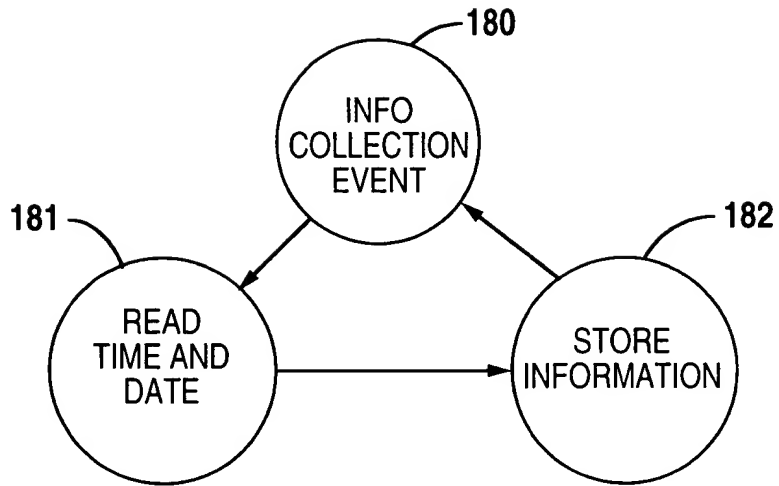 180
INFO
COLLECTION
EVENT
181
READ
TIME AND
DATE
182
STORE
INFORMATION